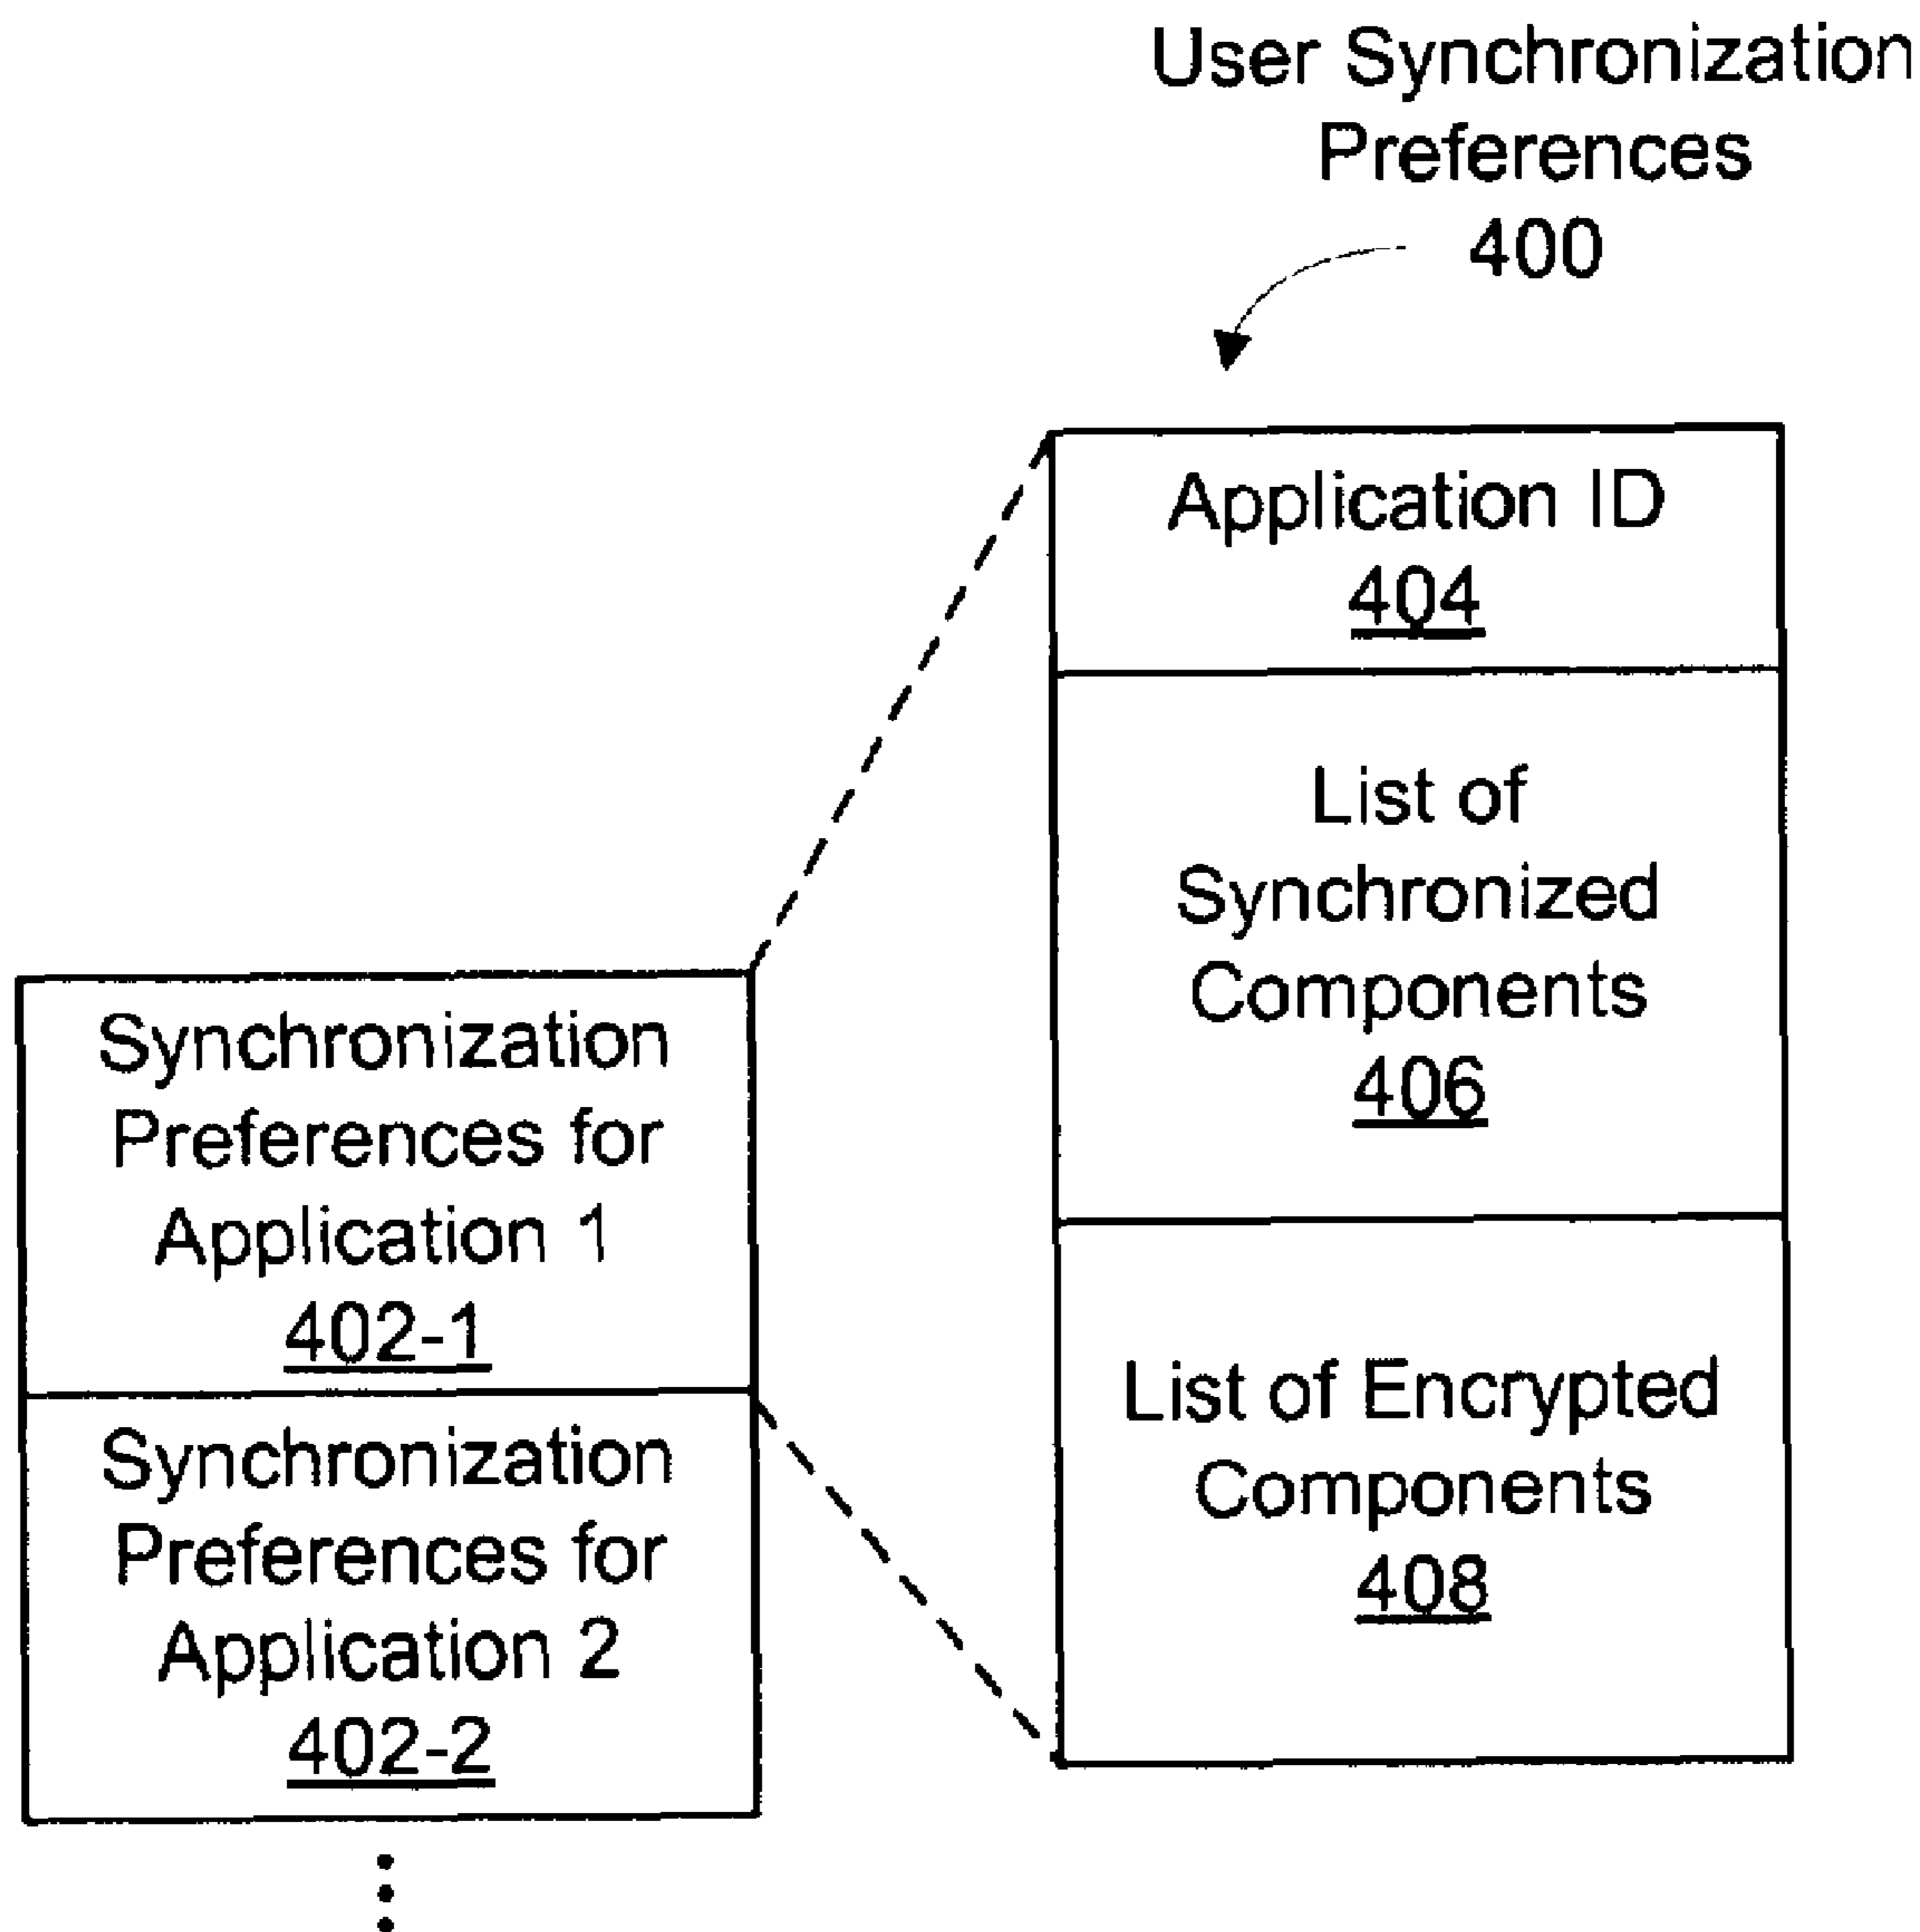 User Synchronization
Preferences
400
Application ID
404
List of
Synchronized
Components
406
List of Encrypted
Components
408
Synchronization
Preferences for
Application 1
402-1
Synchronization
Preferences for
Application 2
402-2